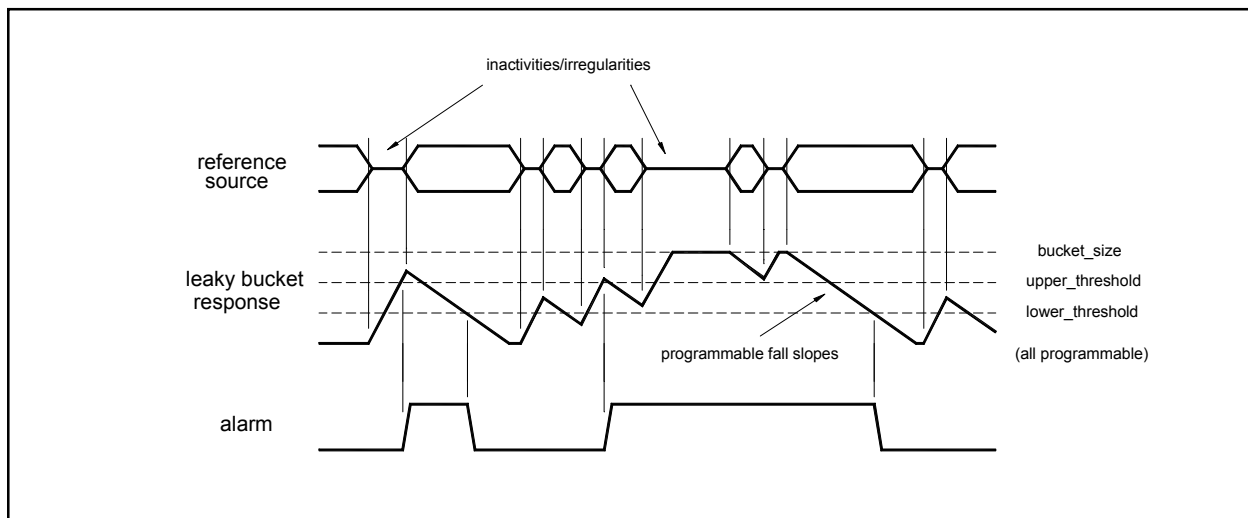 inactivities/irregularities
reference
source
bucket_size
leaky bucket
response
upper_threshold
lower_threshold
programmable fall slopes
(all programmable)
alarm